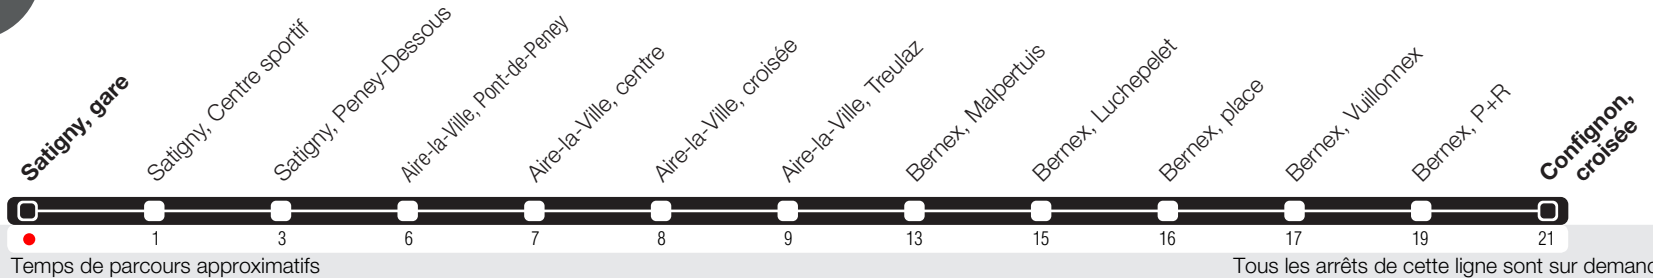 Satigny, gare
Satigny, Centre sportif
Satigny, Peney-Dessous
Aire-la-Ville, Pont-de-Peney
Aire-la-Ville, centre
Aire-la-Ville, croisée
Aire-la-Ville, Treulaz
Bernex, Malpertuis
Bernex, Luchepelet
Bernex, place
Bernex, Vuillonnex
Bernex, P+R
Confignon,
croisée
1 3 6 7 8 9 13 15 16 17 19 21
Temps de parcours approximatifs
Tous les arrêts de cette ligne sont sur demand